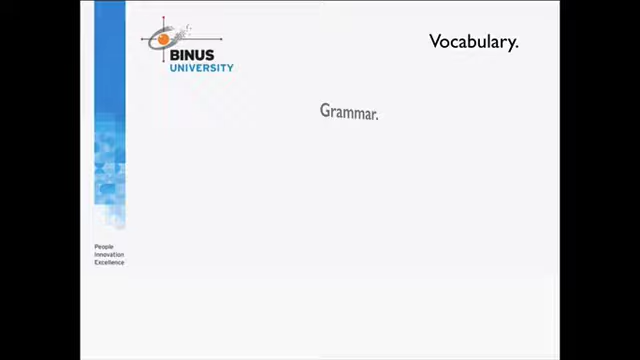 BINUS
UNIVERSITY
Vocabulary.
Grammar.
People
Innovation
Excellence